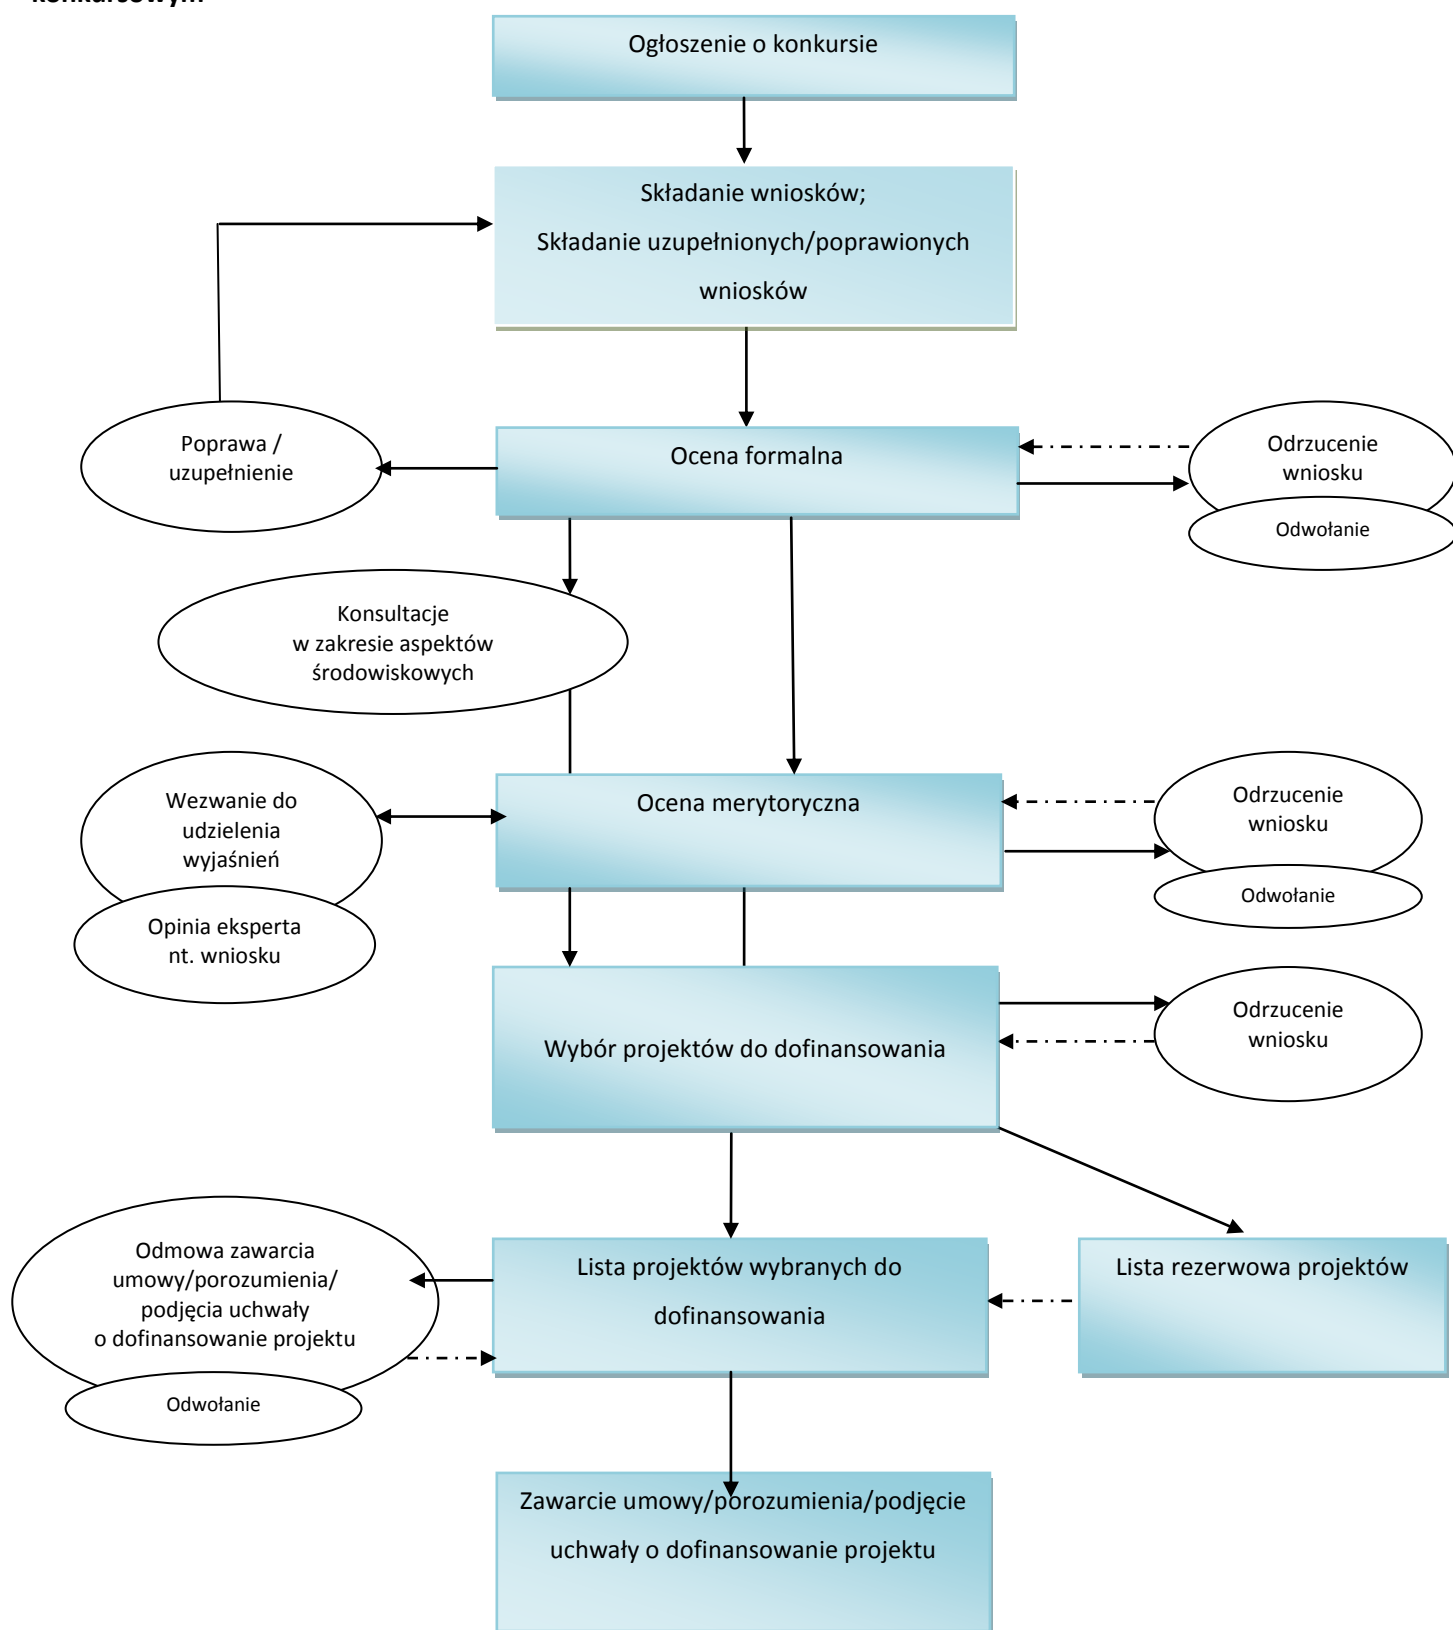 konkursowym
Ogłoszenie o konkursie
Składanie wniosków;
Składanie uzupełnionych/poprawionych
wniosków
Poprawa /
uzupełnienie
Ocena formalna
Odrzucenie
wniosku
Odwołanie
Konsultacje
w zakresie aspektów
środowiskowych
Wezwanie do
udzielenia
wyjaśnień
Opinia eksperta
nt. wniosku
Ocena merytoryczna
Odrzucenie
wniosku
Odwołanie
Wybór projektów do dofinansowania
Odrzucenie
wniosku
Odmowa zawarcia
umowy/porozumienia/
podjęcia uchwały
o dofinansowanie projektu
Odwołanie
Lista projektów wybranych do
dofinansowania
Lista rezerwowa projektów
Zawarcie umowy/porozumienia/podjęcie
uchwały o dofinansowanie projektu